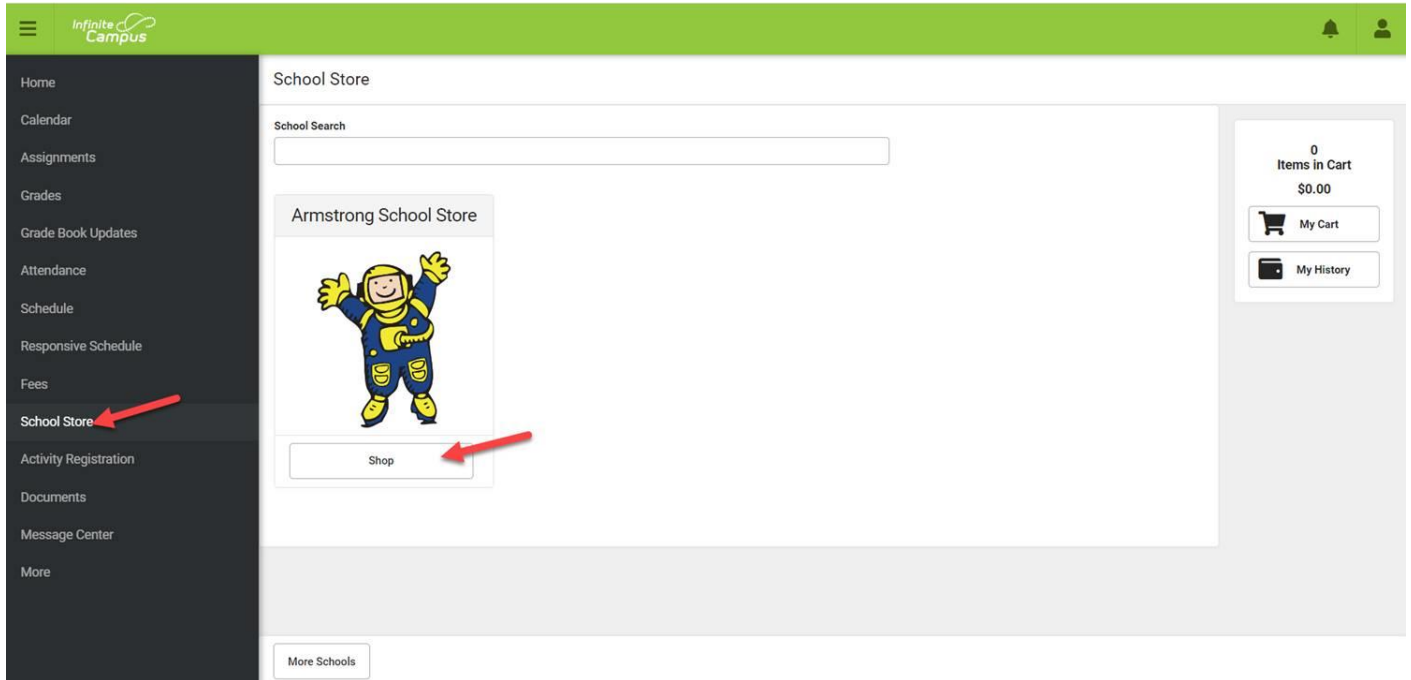 Infinite
Campus
Home
Calendar
Assignments
Grades
Grade Book Updates
Attendance
Schedule
Responsive Schedule
Fees
School Store
Activity Registration
Documents
Message Center
More
School Store
School Search
Armstrong School Store
Shop
0
Items in Cart
$0.00
My Cart
My History
More Schools